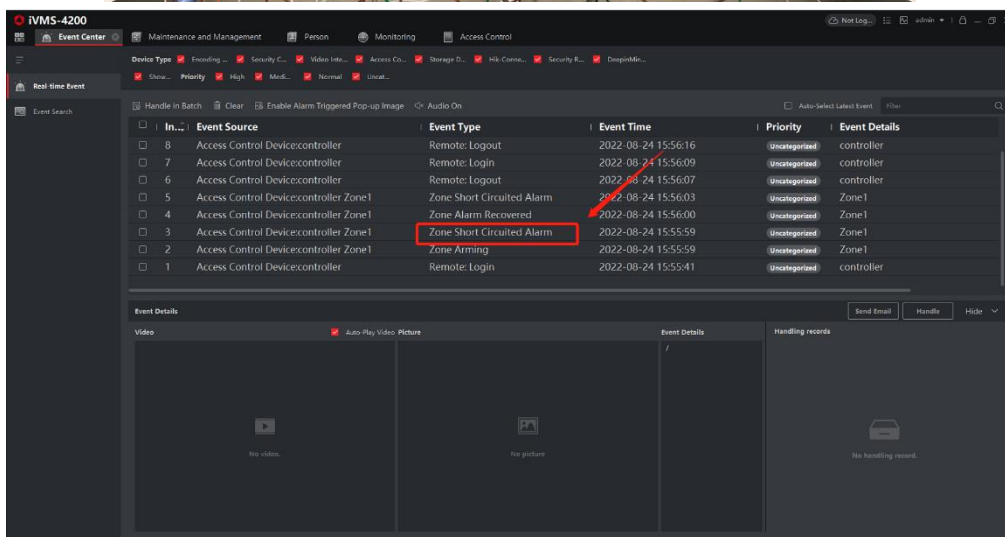 iVMS-4200
Not Log... admin
Event Center Maintenance and Management Person Monitoring Access Control
Device Type Encoding ... Security C... Video Inte... Access Co... Storage D... Hik-Conne... Security R... DeepinMin...
Show... Priority High Medi... Normal Uncat...
Real-time Event
Event Search
Handle in Batch Clear Enable Alarm Triggered Pop-up Image Audio On Auto-Select Latest Event Filter
In... Event Source Event Type Event Time Priority Event Details
8 Access Control Device:controller Remote: Logout 2022-08-24 15:56:16 Uncategorized controller
7 Access Control Device:controller Remote: Login 2022-08-24 15:56:09 Uncategorized controller
6 Access Control Device:controller Remote: Logout 2022-08-24 15:56:07 Uncategorized controller
5 Access Control Device:controller Zone1 Zone Short Circuited Alarm 2022-08-24 15:56:03 Uncategorized Zone1
4 Access Control Device:controller Zone1 Zone Alarm Recovered 2022-08-24 15:56:00 Uncategorized Zone1
3 Access Control Device:controller Zone1 Zone Short Circuited Alarm 2022-08-24 15:55:59 Uncategorized Zone1
2 Access Control Device:controller Zone1 Zone Arming 2022-08-24 15:55:59 Uncategorized Zone1
1 Access Control Device:controller Remote: Login 2022-08-24 15:55:41 Uncategorized controller
Event Details Send Email Handle Hide
Video Auto-Play Video Picture Event Details Handling records
/
No video. No picture No handling record.